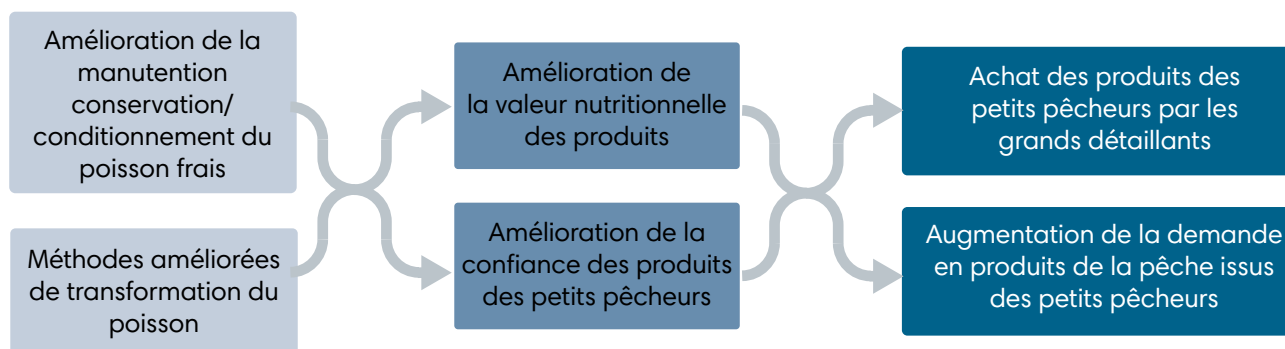 Amélioration de la
manutention
conservation/
conditionnement du
poisson frais
Méthodes améliorées
de transformation du
poisson
Amélioration de
la valeur nutritionnelle
des produits
Amélioration de la
confiance des produits
des petits pêcheurs
Achat des produits des
petits pêcheurs par les
grands détaillants
Augmentation de la demande
en produits de la pêche issus
des petits pêcheurs